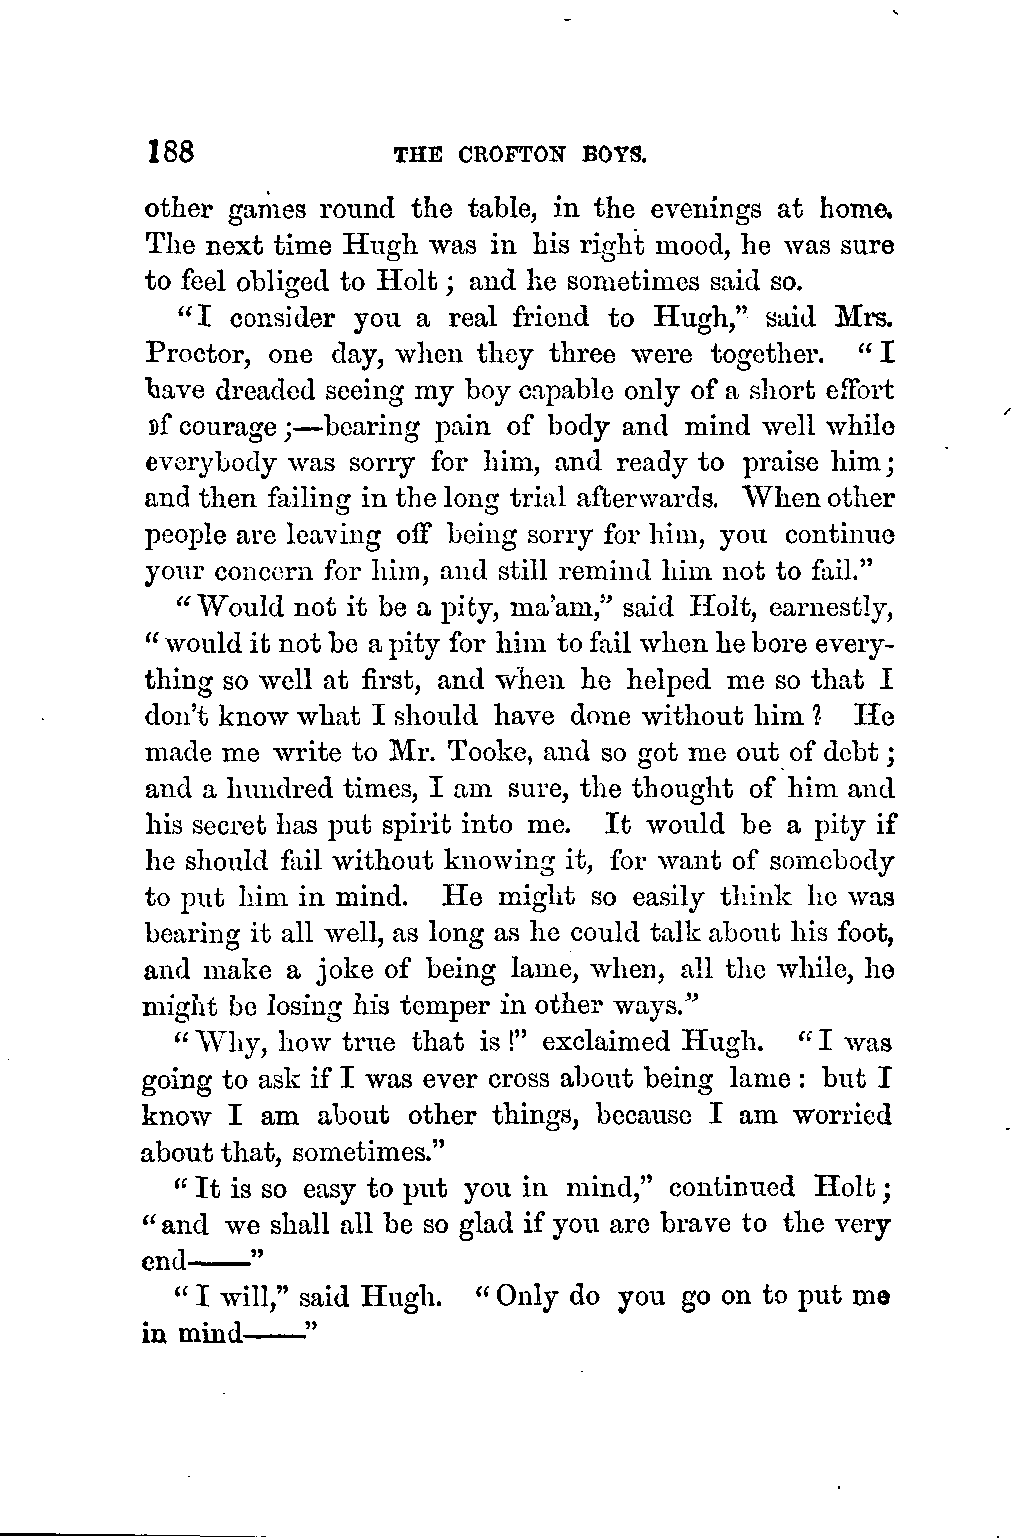 188 THE CROFTON BOYS.
other games round the table, in the evenings at home.
The next time Hugh was in his right mood, he was sure
to feel obliged to Holt ; and he sometimes said so.
"I consider you a real friend to Hugh," said Mrs.
Proctor, one day, when they three were together. "I
have dreaded seeing my boy capable only of a short effort
of courage ;—bearing pain of body and mind well while
everybody was sorry for him, and ready to praise him;
and then failing in the long trial afterwards. When other
people are leaving off being sorry for him, you continue
your concern for him, and still remind him not to fail."
"Would not it be a pity, ma'am," said Holt, earnestly,
"would it not be a pity for him to fail when he bore every-
thing so well at first, and when he helped me so that I
don't know what I should have done without him ? He
made me write to Mr. Tooke, and so got me out of debt ;
and a hundred times, I am sure, the thought of him and
his secret has put spirit into me. It would be a pity if
he should fail without knowing it, for want of somebody
to put him in mind. He might so easily think he was
bearing it all well, as long as he could talk about his foot,
and make a joke of being lame, when, all the while, he
might be losing his temper in other ways."
"Why, how true that is !" exclaimed Hugh. "I was
going to ask if I was ever cross about being lame : but I
know I am about other things, because I am worried
about that, sometimes."
"It is so easy to put you in mind," continued Holt ;
"and we shall all be so glad if you are brave to the very
end——"
"I will," said Hugh. "Only do you go on to put me
in mind——"